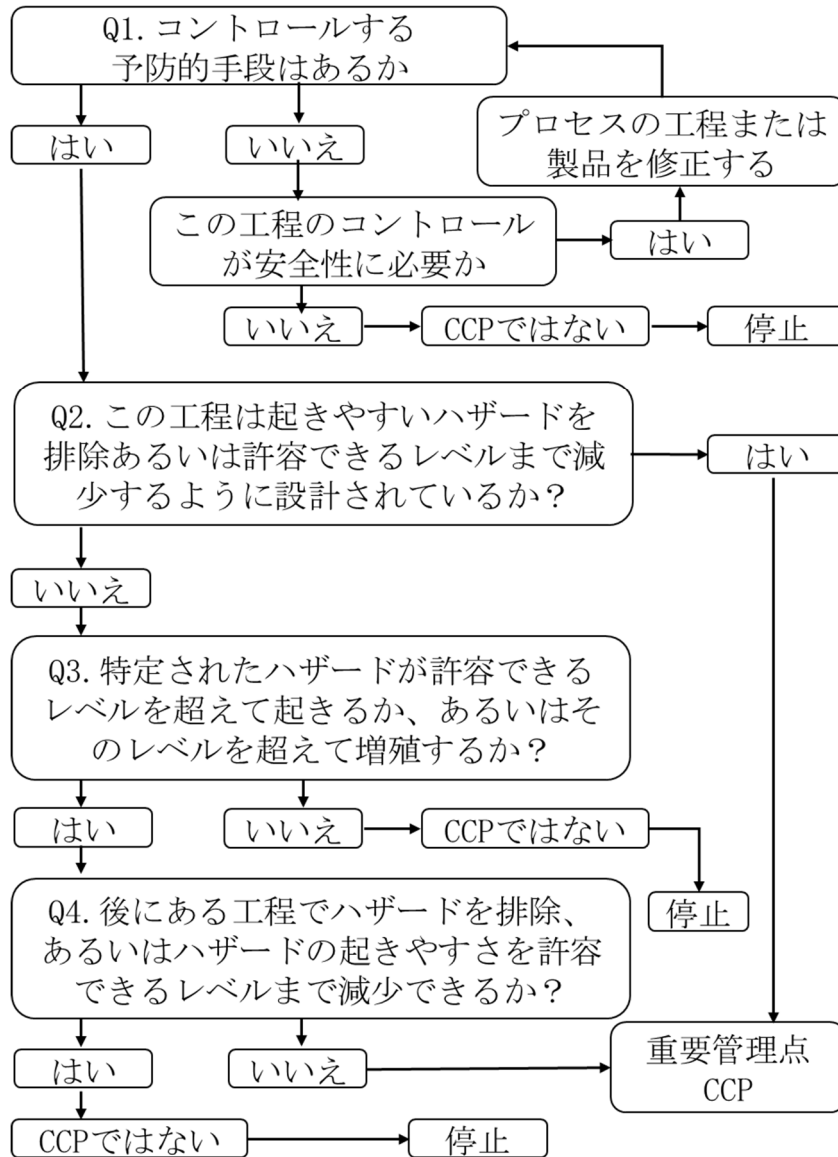 Q1.コントロールする
予防的手段はあるか
はい
いいえ
プロセスの工程または
製品を修正する
この工程のコントロール
が安全性に必要か
はい
いいえ
CCPではない
停止
Q2.この工程は起きやすいハザードを
排除あるいは許容できるレベルまで減
少するように設計されているか？
はい
いいえ
Q3.特定されたハザードが許容できる
レベルを超えて起きるか、あるいはそ
のレベルを超えて増殖するか？
はい
いいえ
CCPではない
停止
Q4.後にある工程でハザードを排除、
あるいはハザードの起きやすさを許容
できるレベルまで減少できるか？
はい
いいえ
重要管理点
CCP
CCPではない
停止